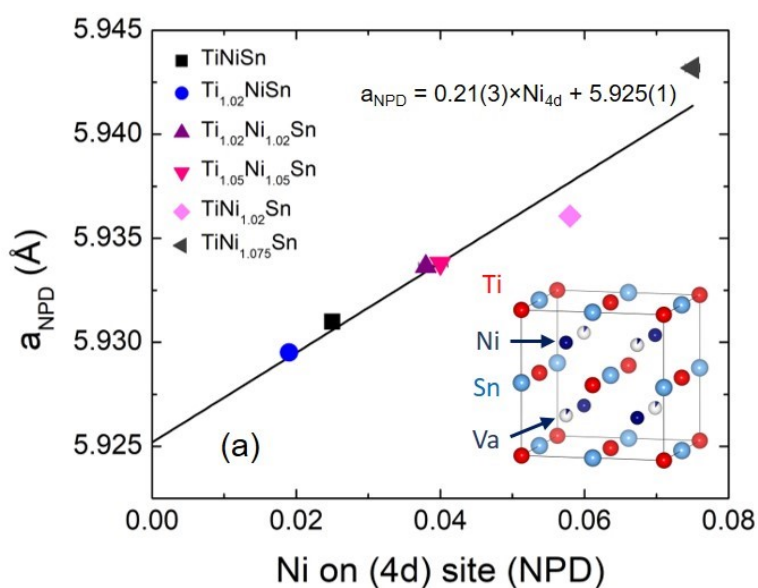 5.945
5.940
5.935
5.930
5.925
a_NPD (Å)
TiNiSn
Ti₁.₀₂NiSn
Ti₁.₀₂Ni₁.₀₂Sn
Ti₁.₀₅Ni₁.₀₅Sn
TiNi₁.₀₂Sn
TiNi₁.₀₇₅Sn
a_NPD = 0.21(3)×Ni_4d + 5.925(1)
Ti
Ni
Sn
Va
(a)
0.00 0.02 0.04 0.06 0.08
Ni on (4d) site (NPD)